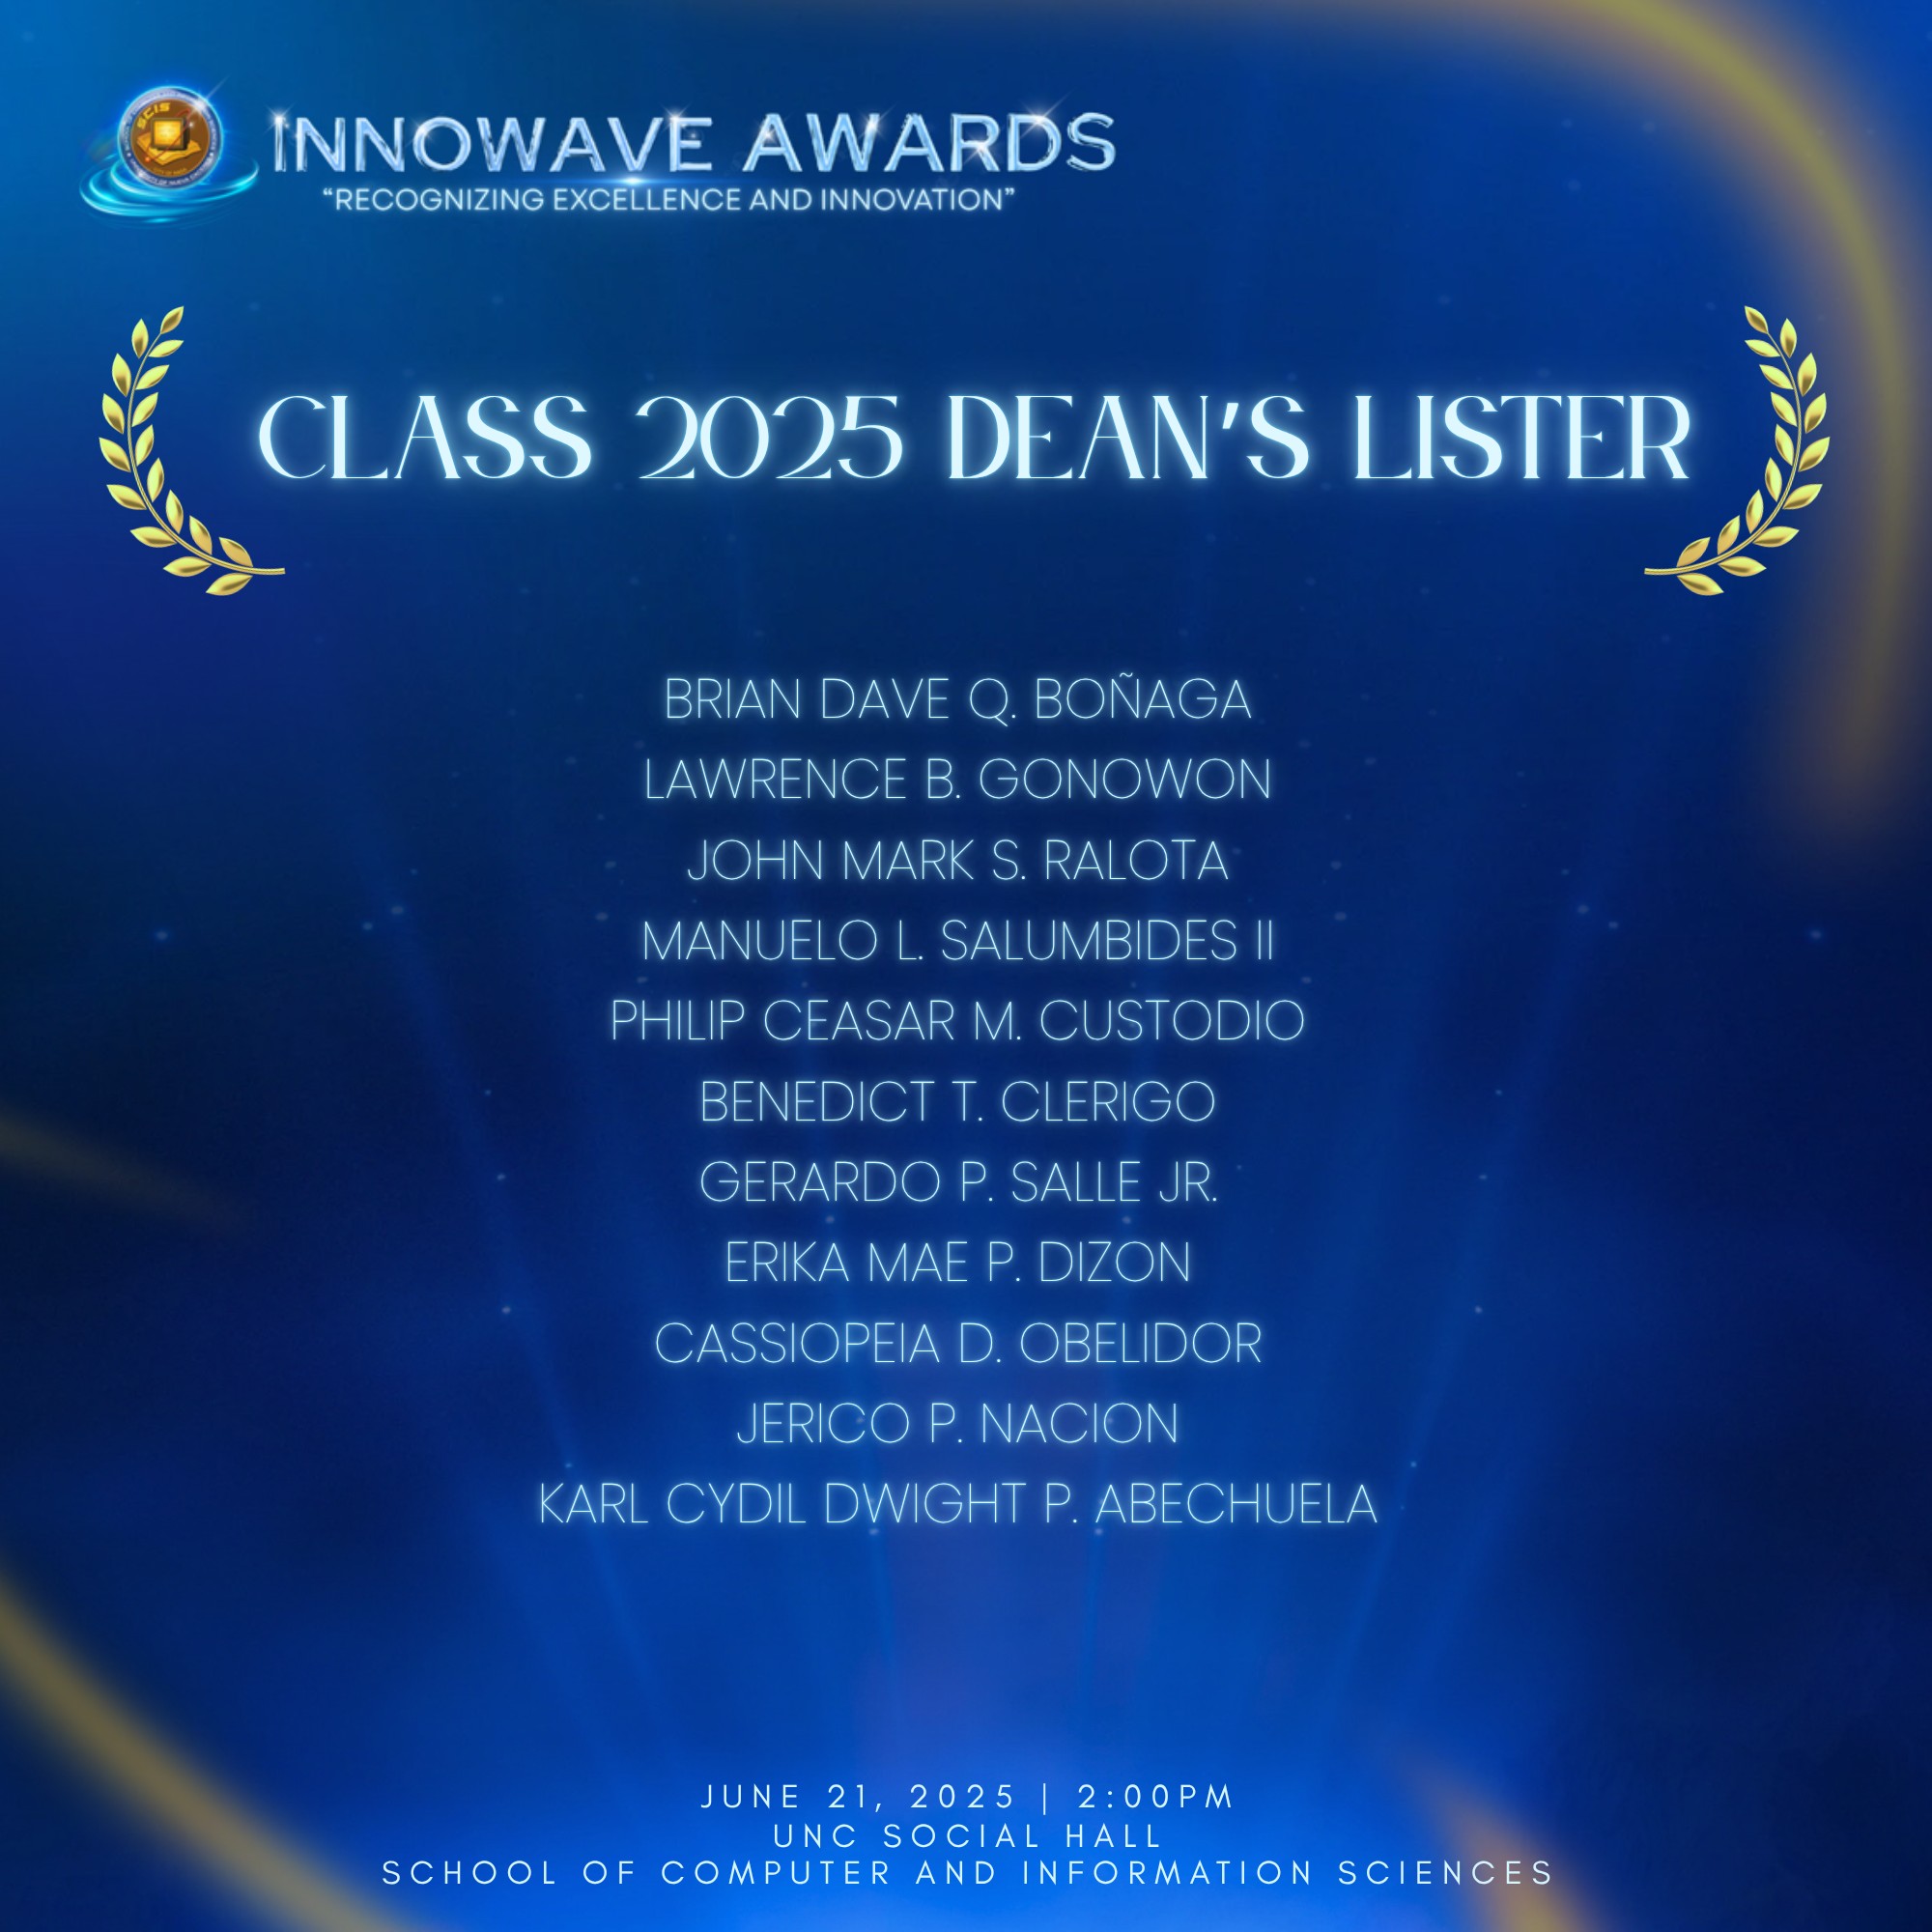 SCIS
INNOWAVE AWARDS
“RECOGNIZING EXCELLENCE AND INNOVATION”
CLASS 2025 DEAN’S LISTER
BRIAN DAVE Q. BOÑAGA
LAWRENCE B. GONOWON
JOHN MARK S. RALOTA
MANUELO L. SALUMBIDES II
PHILIP CEASAR M. CUSTODIO
BENEDICT T. CLERIGO
GERARDO P. SALLE JR.
ERIKA MAE P. DIZON
CASSIOPEIA D. OBELIDOR
JERICO P. NACION
KARL CYDIL DWIGHT P. ABECHUELA
JUNE 21, 2025 | 2:00PM
UNC SOCIAL HALL
SCHOOL OF COMPUTER AND INFORMATION SCIENCES